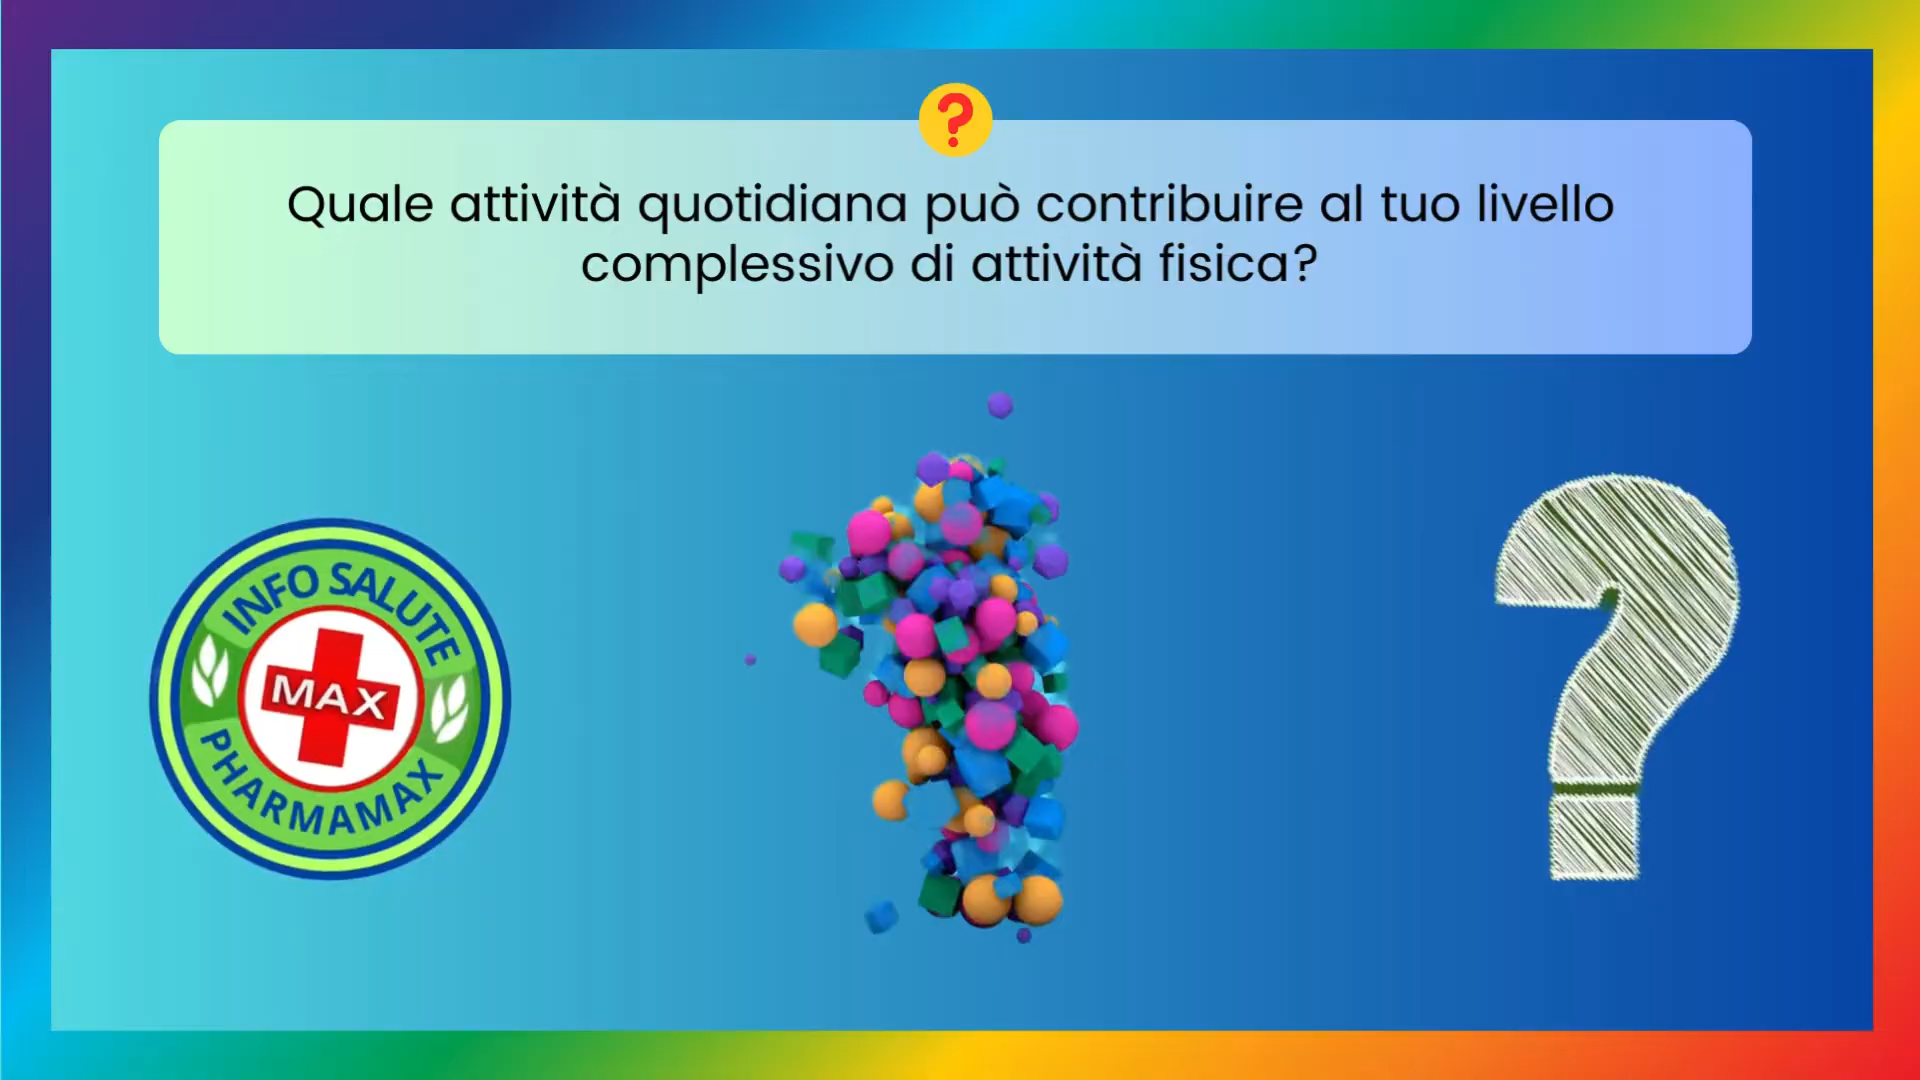 Quale attività quotidiana può contribuire al tuo livello
complessivo di attività fisica?
INFO SALUTE
MAX
PHARMAMAX